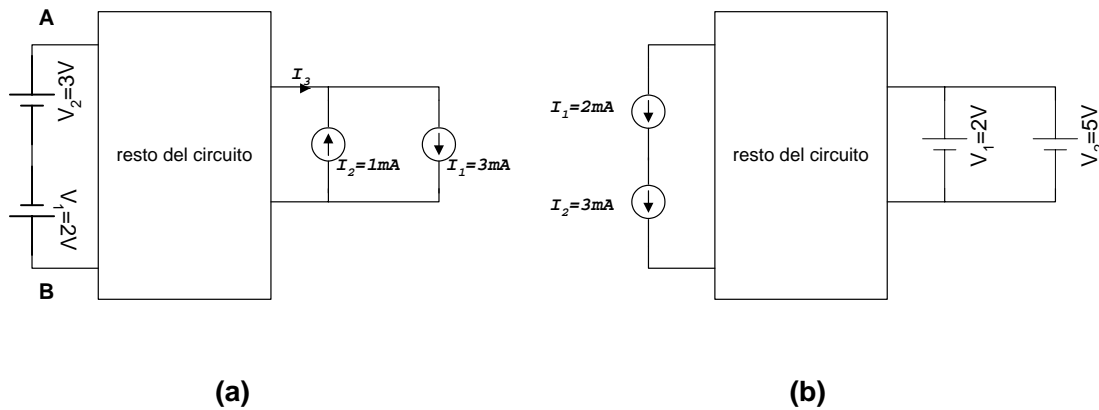 A
V2=3V
V1=2V
B
resto del circuito
I3
I2=1mA
I1=3mA
(a)
I1=2mA
I2=3mA
resto del circuito
V1=2V
V2=5V
(b)